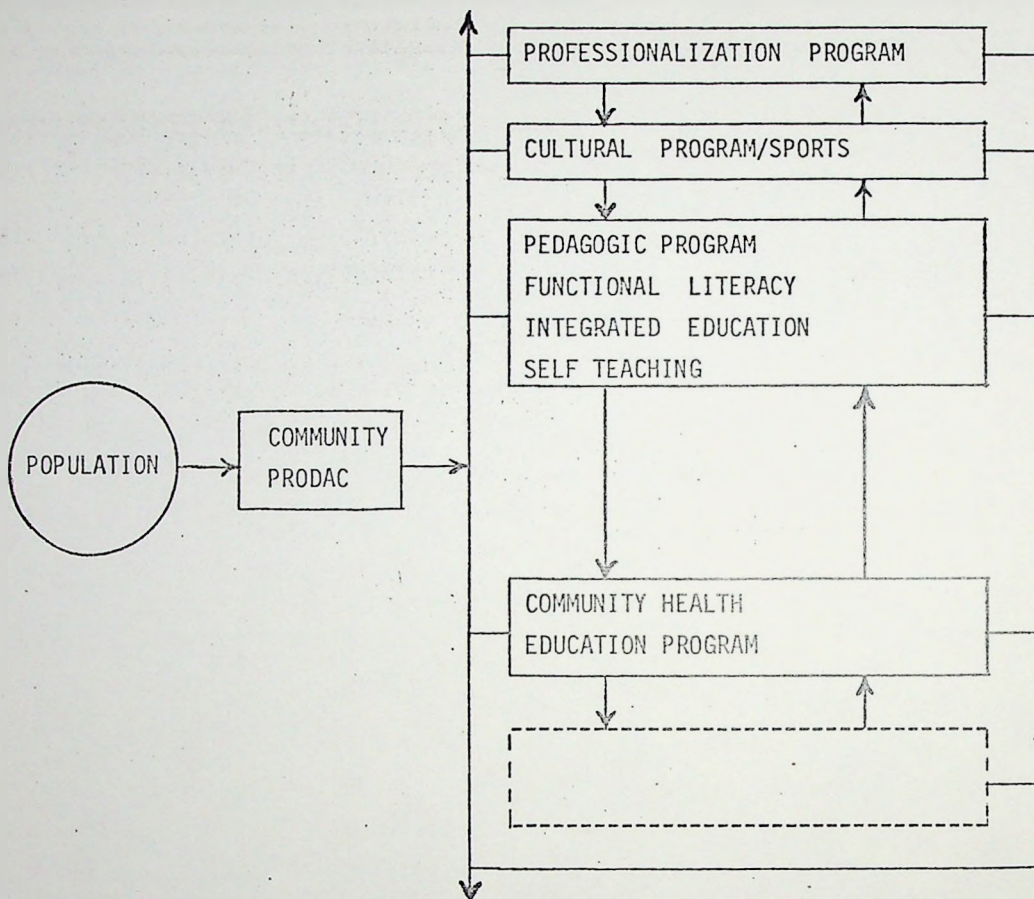 PROFESSIONALIZATION PROGRAM
CULTURAL PROGRAM/SPORTS
PEDAGOGIC PROGRAM
FUNCTIONAL LITERACY
INTEGRATED EDUCATION
SELF TEACHING
POPULATION
COMMUNITY
PRODAC
COMMUNITY HEALTH
EDUCATION PROGRAM